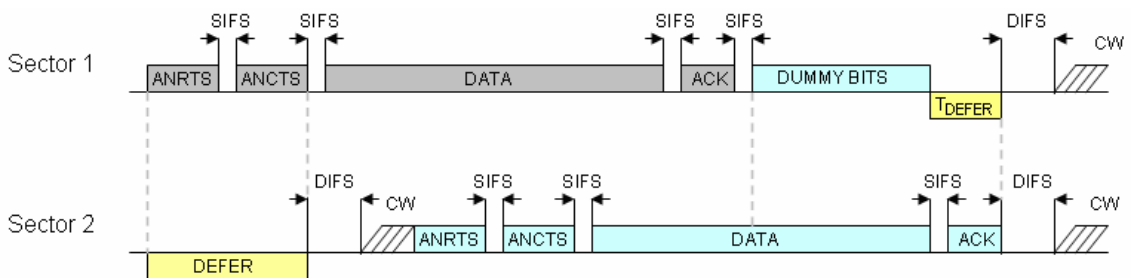 SIFS SIFS SIFS SIFS DIFS
CW
Sector 1
ANRTS ANCTS DATA ACK DUMMY BITS
TDEFER
DIFS SIFS SIFS SIFS DIFS
CW CW
Sector 2
ANRTS ANCTS DATA ACK
DEFER